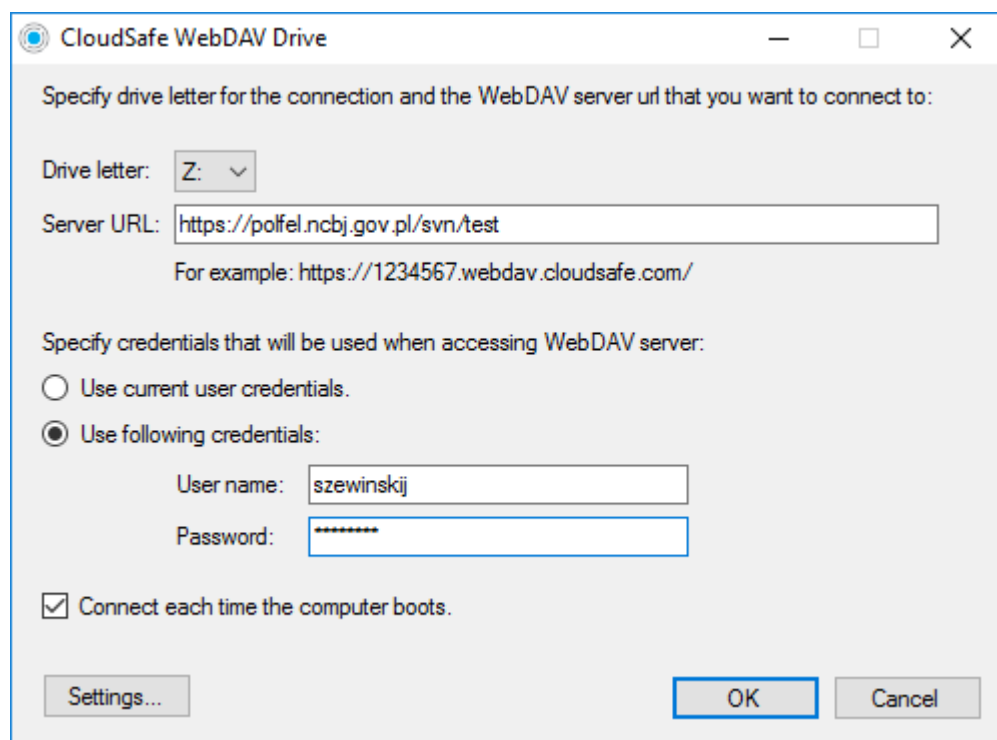 CloudSafe WebDAV Drive
Specify drive letter for the connection and the WebDAV server url that you want to connect to:
Drive letter: Z:
Server URL: https://polfel.ncbj.gov.pl/svn/test
For example: https://1234567.webdav.cloudsafe.com/
Specify credentials that will be used when accessing WebDAV server:
Use current user credentials.
Use following credentials:
User name: szewinskij
Password: ********
Connect each time the computer boots.
Settings... OK Cancel